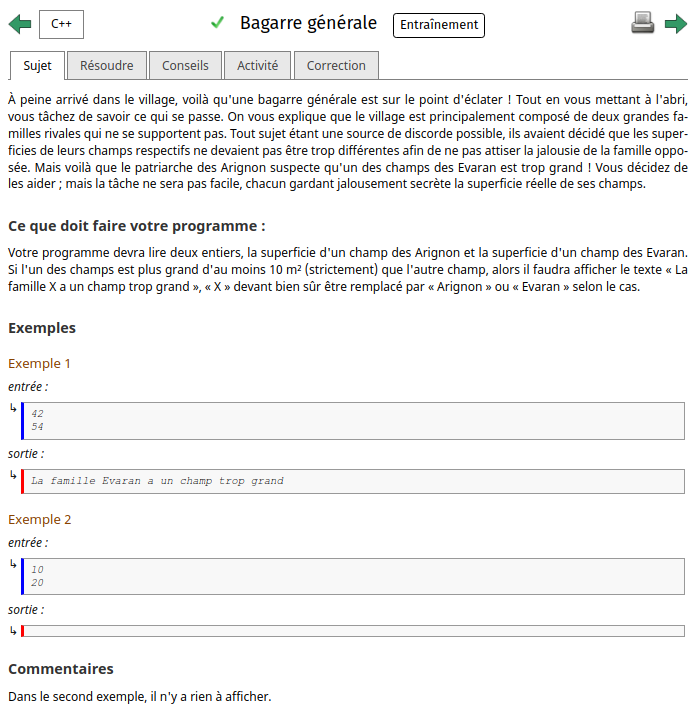 C++
Bagarre générale
Entraînement
Sujet
Résoudre
Conseils
Activité
Correction
À peine arrivé dans le village, voilà qu'une bagarre générale est sur le point d'éclater ! Tout en vous mettant à l'abri,
vous tâchez de savoir ce qui se passe. On vous explique que le village est principalement composé de deux grandes fa-
milles rivales qui ne se supportent pas. Tout sujet étant une source de discorde possible, ils avaient décidé que les super-
ficies de leurs champs respectifs ne devaient pas être trop différentes afin de ne pas attiser la jalousie de la famille oppo-
sée. Mais voilà que le patriarche des Arignon suspecte qu'un des champs des Evaran est trop grand ! Vous décidez de
les aider ; mais la tâche ne sera pas facile, chacun gardant jalousement secrète la superficie réelle de ses champs.
Ce que doit faire votre programme :
Votre programme devra lire deux entiers, la superficie d'un champ des Arignon et la superficie d'un champ des Evaran.
Si l'un des champs est plus grand d'au moins 10 m² (strictement) que l'autre champ, alors il faudra afficher le texte « La
famille X a un champ trop grand », « X » devant bien sûr être remplacé par « Arignon » ou « Evaran » selon le cas.
Exemples
Exemple 1
entrée :
42
54
sortie :
La famille Evaran a un champ trop grand
Exemple 2
entrée :
10
20
sortie :
Commentaires
Dans le second exemple, il n'y a rien à afficher.